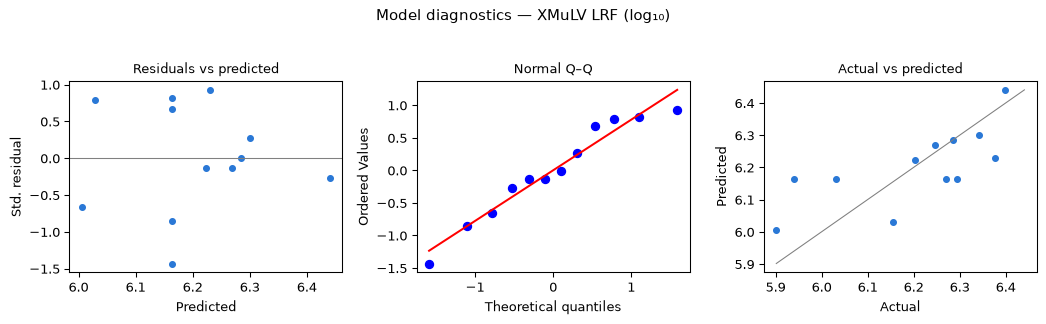 Model diagnostics — XMuLV LRF (log₁₀)
Residuals vs predicted
Std. residual
1.0
0.5
0.0
−0.5
−1.0
−1.5
6.0 6.1 6.2 6.3 6.4
Predicted
Normal Q–Q
Ordered Values
1.0
0.5
0.0
−0.5
−1.0
−1.5
−1 0 1
Theoretical quantiles
Actual vs predicted
Predicted
6.4
6.3
6.2
6.1
6.0
5.9
5.9 6.0 6.1 6.2 6.3 6.4
Actual